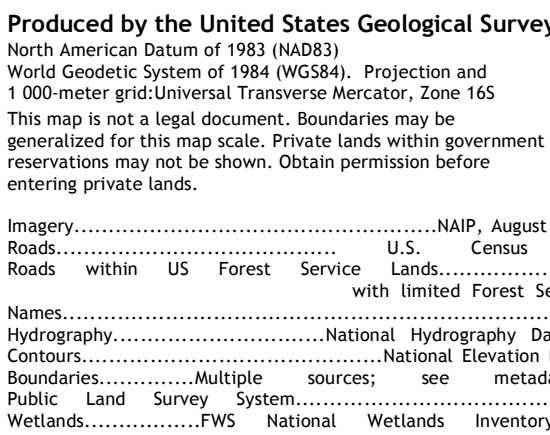 Produced by the United States Geological Survey
North American Datum of 1983 (NAD83)
World Geodetic System of 1984 (WGS84). Projection and
1 000-meter grid:Universal Transverse Mercator, Zone 16S
This map is not a legal document. Boundaries may be
generalized for this map scale. Private lands within government
reservations may not be shown. Obtain permission before
entering private lands.
Imagery.....................................................NAIP, August
Roads......................................... U.S. Census
Roads within US Forest Service Lands................
with limited Forest
Names......................................................................
Hydrography...............................National Hydrography
Contours............................................National Elevation
Boundaries..............Multiple sources; see
Public Land Survey System.....................................
Wetlands.................FWS National Wetlands Inventory